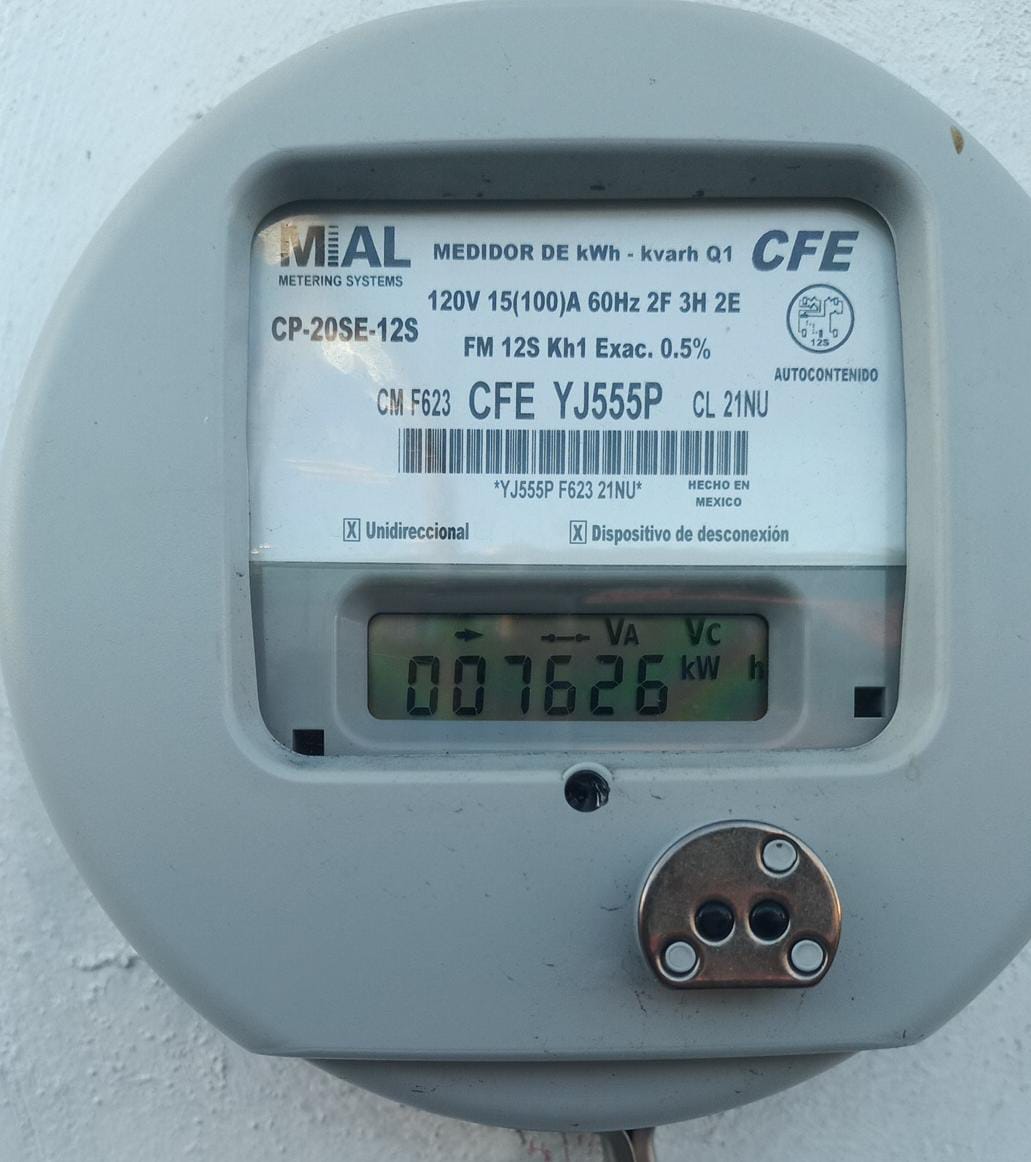 MIAL
METERING SYSTEMS
MEDIDOR DE kWh - kvarh Q1
CFE
120V 15(100)A 60Hz 2F 3H 2E
CP-20SE-12S
FM 12S Kh1 Exac. 0.5%
12S
AUTOCONTENIDO
CM F623 CFE YJ555P CL 21NU
*YJ555P F623 21NU*
HECHO EN
MEXICO
X Unidireccional X Dispositivo de desconexión
VA VC
007626 kW h